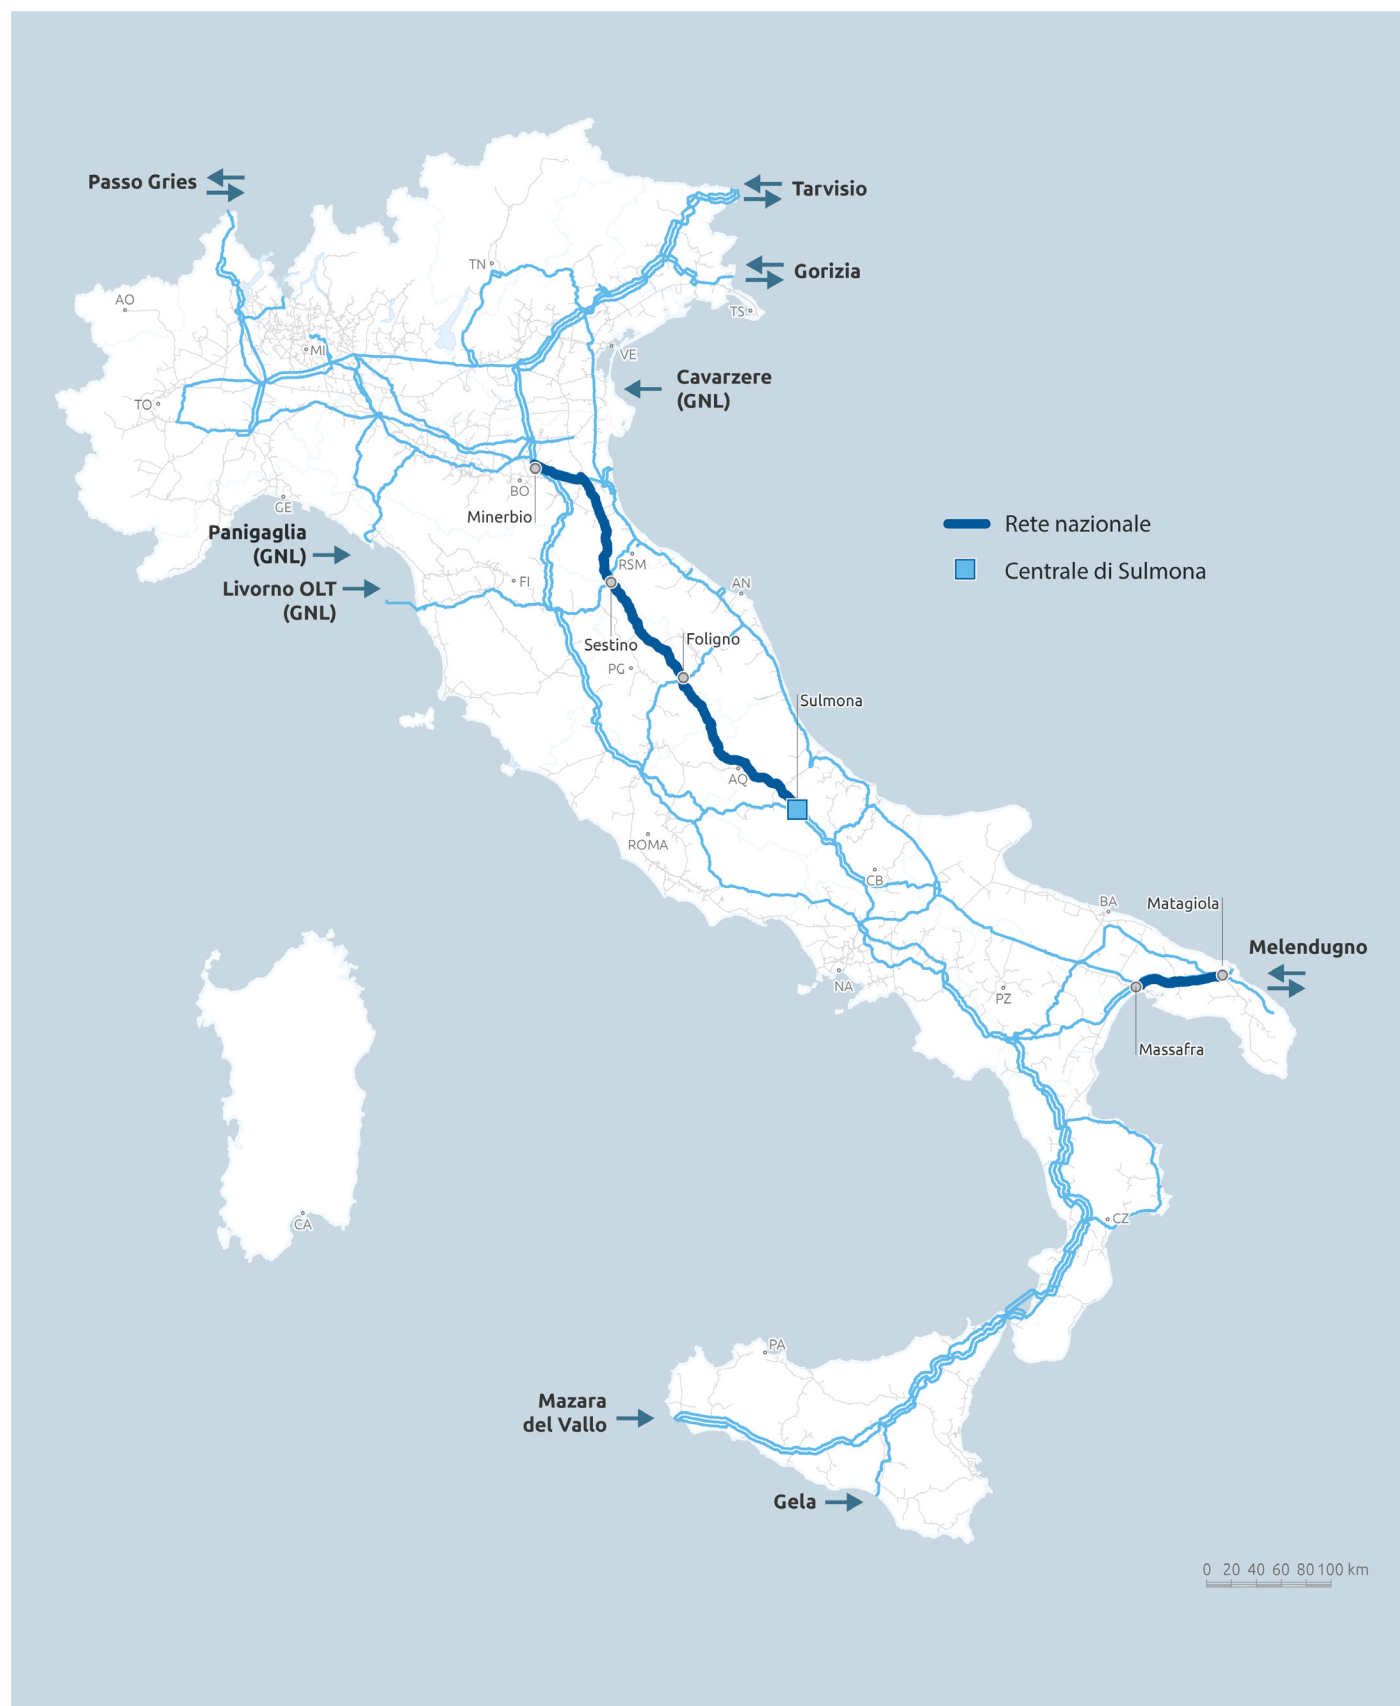 Passo Gries
Tarvisio
Gorizia
TN
AO
TS
MI
VE
Cavarzere
(GNL)
TO
BO
GE
Minerbio
Rete nazionale
Panigaglia
(GNL)
RSM
Centrale di Sulmona
FI
AN
Livorno OLT
(GNL)
Sestino
Foligno
PG
Sulmona
AQ
ROMA
CB
BA
Matagiola
Melendugno
NA
PZ
Massafra
CA
CZ
PA
Mazara
del Vallo
Gela
0 20 40 60 80 100 km